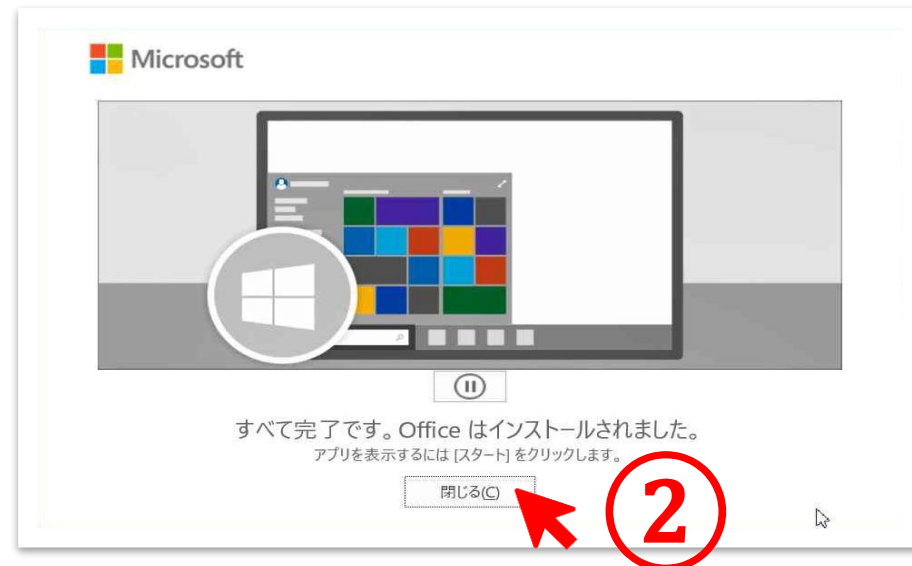 Microsoft
すべて完了です。Office はインストールされました。
アプリを表示するには [スタート] をクリックします。
閉じる(C)
②